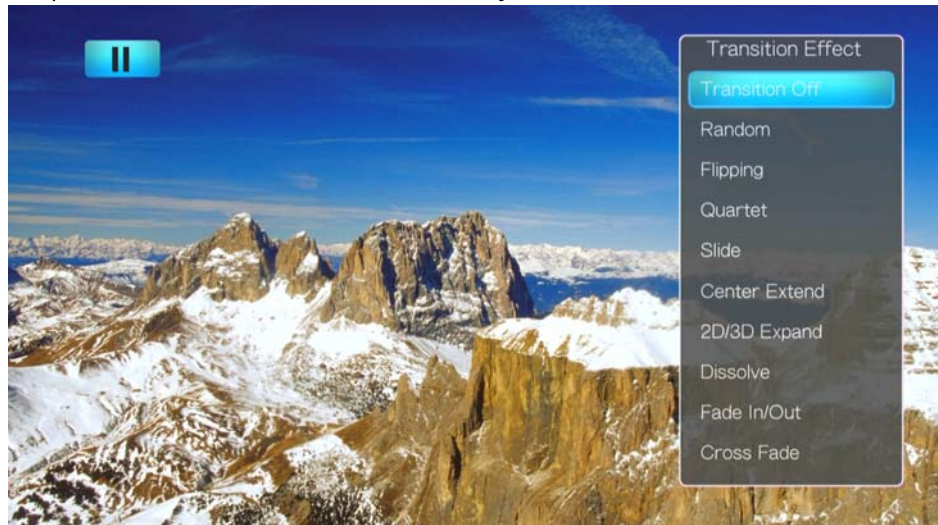 Transition Effect
Transition Off
Random
Flipping
Quartet
Slide
Center Extend
2D/3D Expand
Dissolve
Fade In/Out
Cross Fade